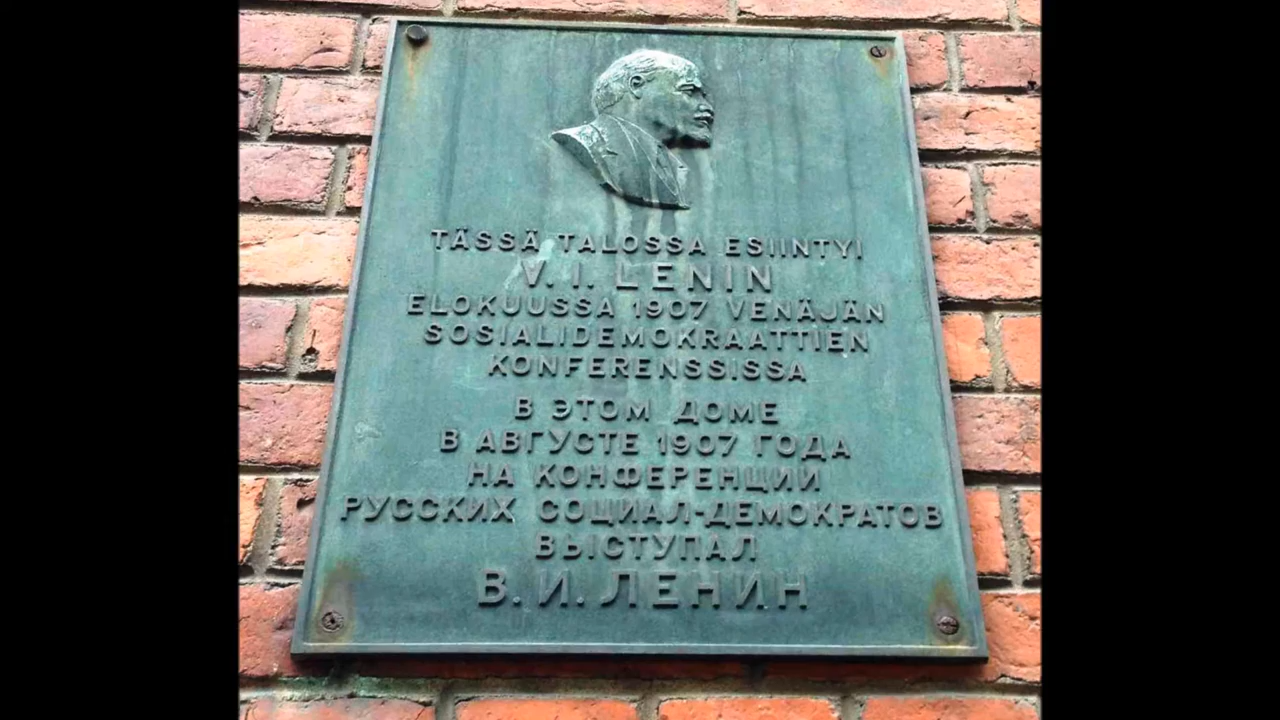 TÄSSÄ TALOSSA ESIINTYI
V. I. LENIN
ELOKUUSSA 1907 VENÄJÄN
SOSIALIDEMOKRAATTIEN
KONFERENSSISSA
В ЭТОМ ДОМЕ
В АВГУСТЕ 1907 ГОДА
НА КОНФЕРЕНЦИИ
РУССКИХ СОЦИАЛ-ДЕМОКРАТОВ
ВЫСТУПАЛ
В. И. ЛЕНИН